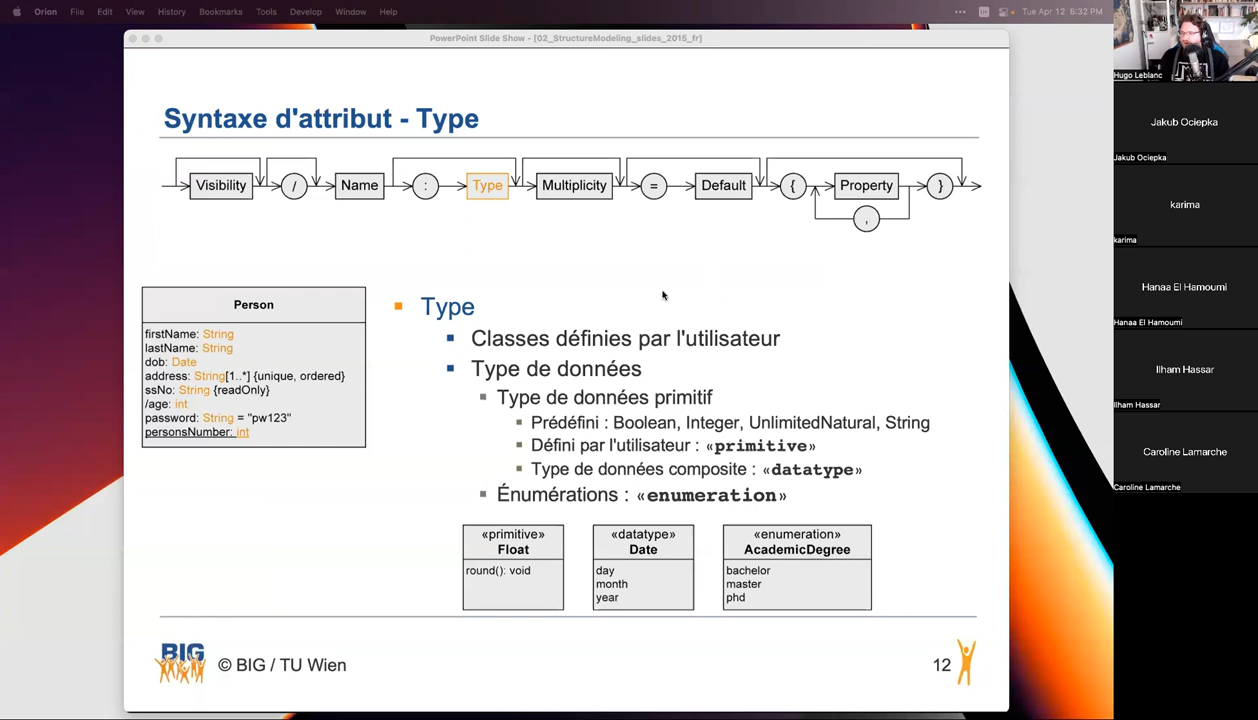 Orion File Edit View History Bookmarks Tools Develop Window Help
Tue Apr 12 6:32 PM
PowerPoint Slide Show - [02_StructureModeling_slides_2015_fr]
Syntaxe d'attribut - Type
Visibility / Name : Type Multiplicity = Default { Property }
,
Person
firstName: String
lastName: String
dob: Date
address: String[1..*] {unique, ordered}
ssNo: String {readOnly}
/age: int
password: String = "pw123"
personsNumber: int
Type
Classes définies par l'utilisateur
Type de données
Type de données primitif
Prédéfini : Boolean, Integer, UnlimitedNatural, String
Défini par l'utilisateur : «primitive»
Type de données composite : «datatype»
Énumérations : «enumeration»
«primitive»
Float
round(): void
«datatype»
Date
day
month
year
«enumeration»
AcademicDegree
bachelor
master
phd
BIG
© BIG / TU Wien
12
Hugo Leblanc
Jakub Ociepka
Jakub Ociepka
karima
karima
Hanaa El Hamoumi
Hanaa El Hamoumi
Ilham Hassar
Ilham Hassar
Caroline Lamarche
Caroline Lamarche